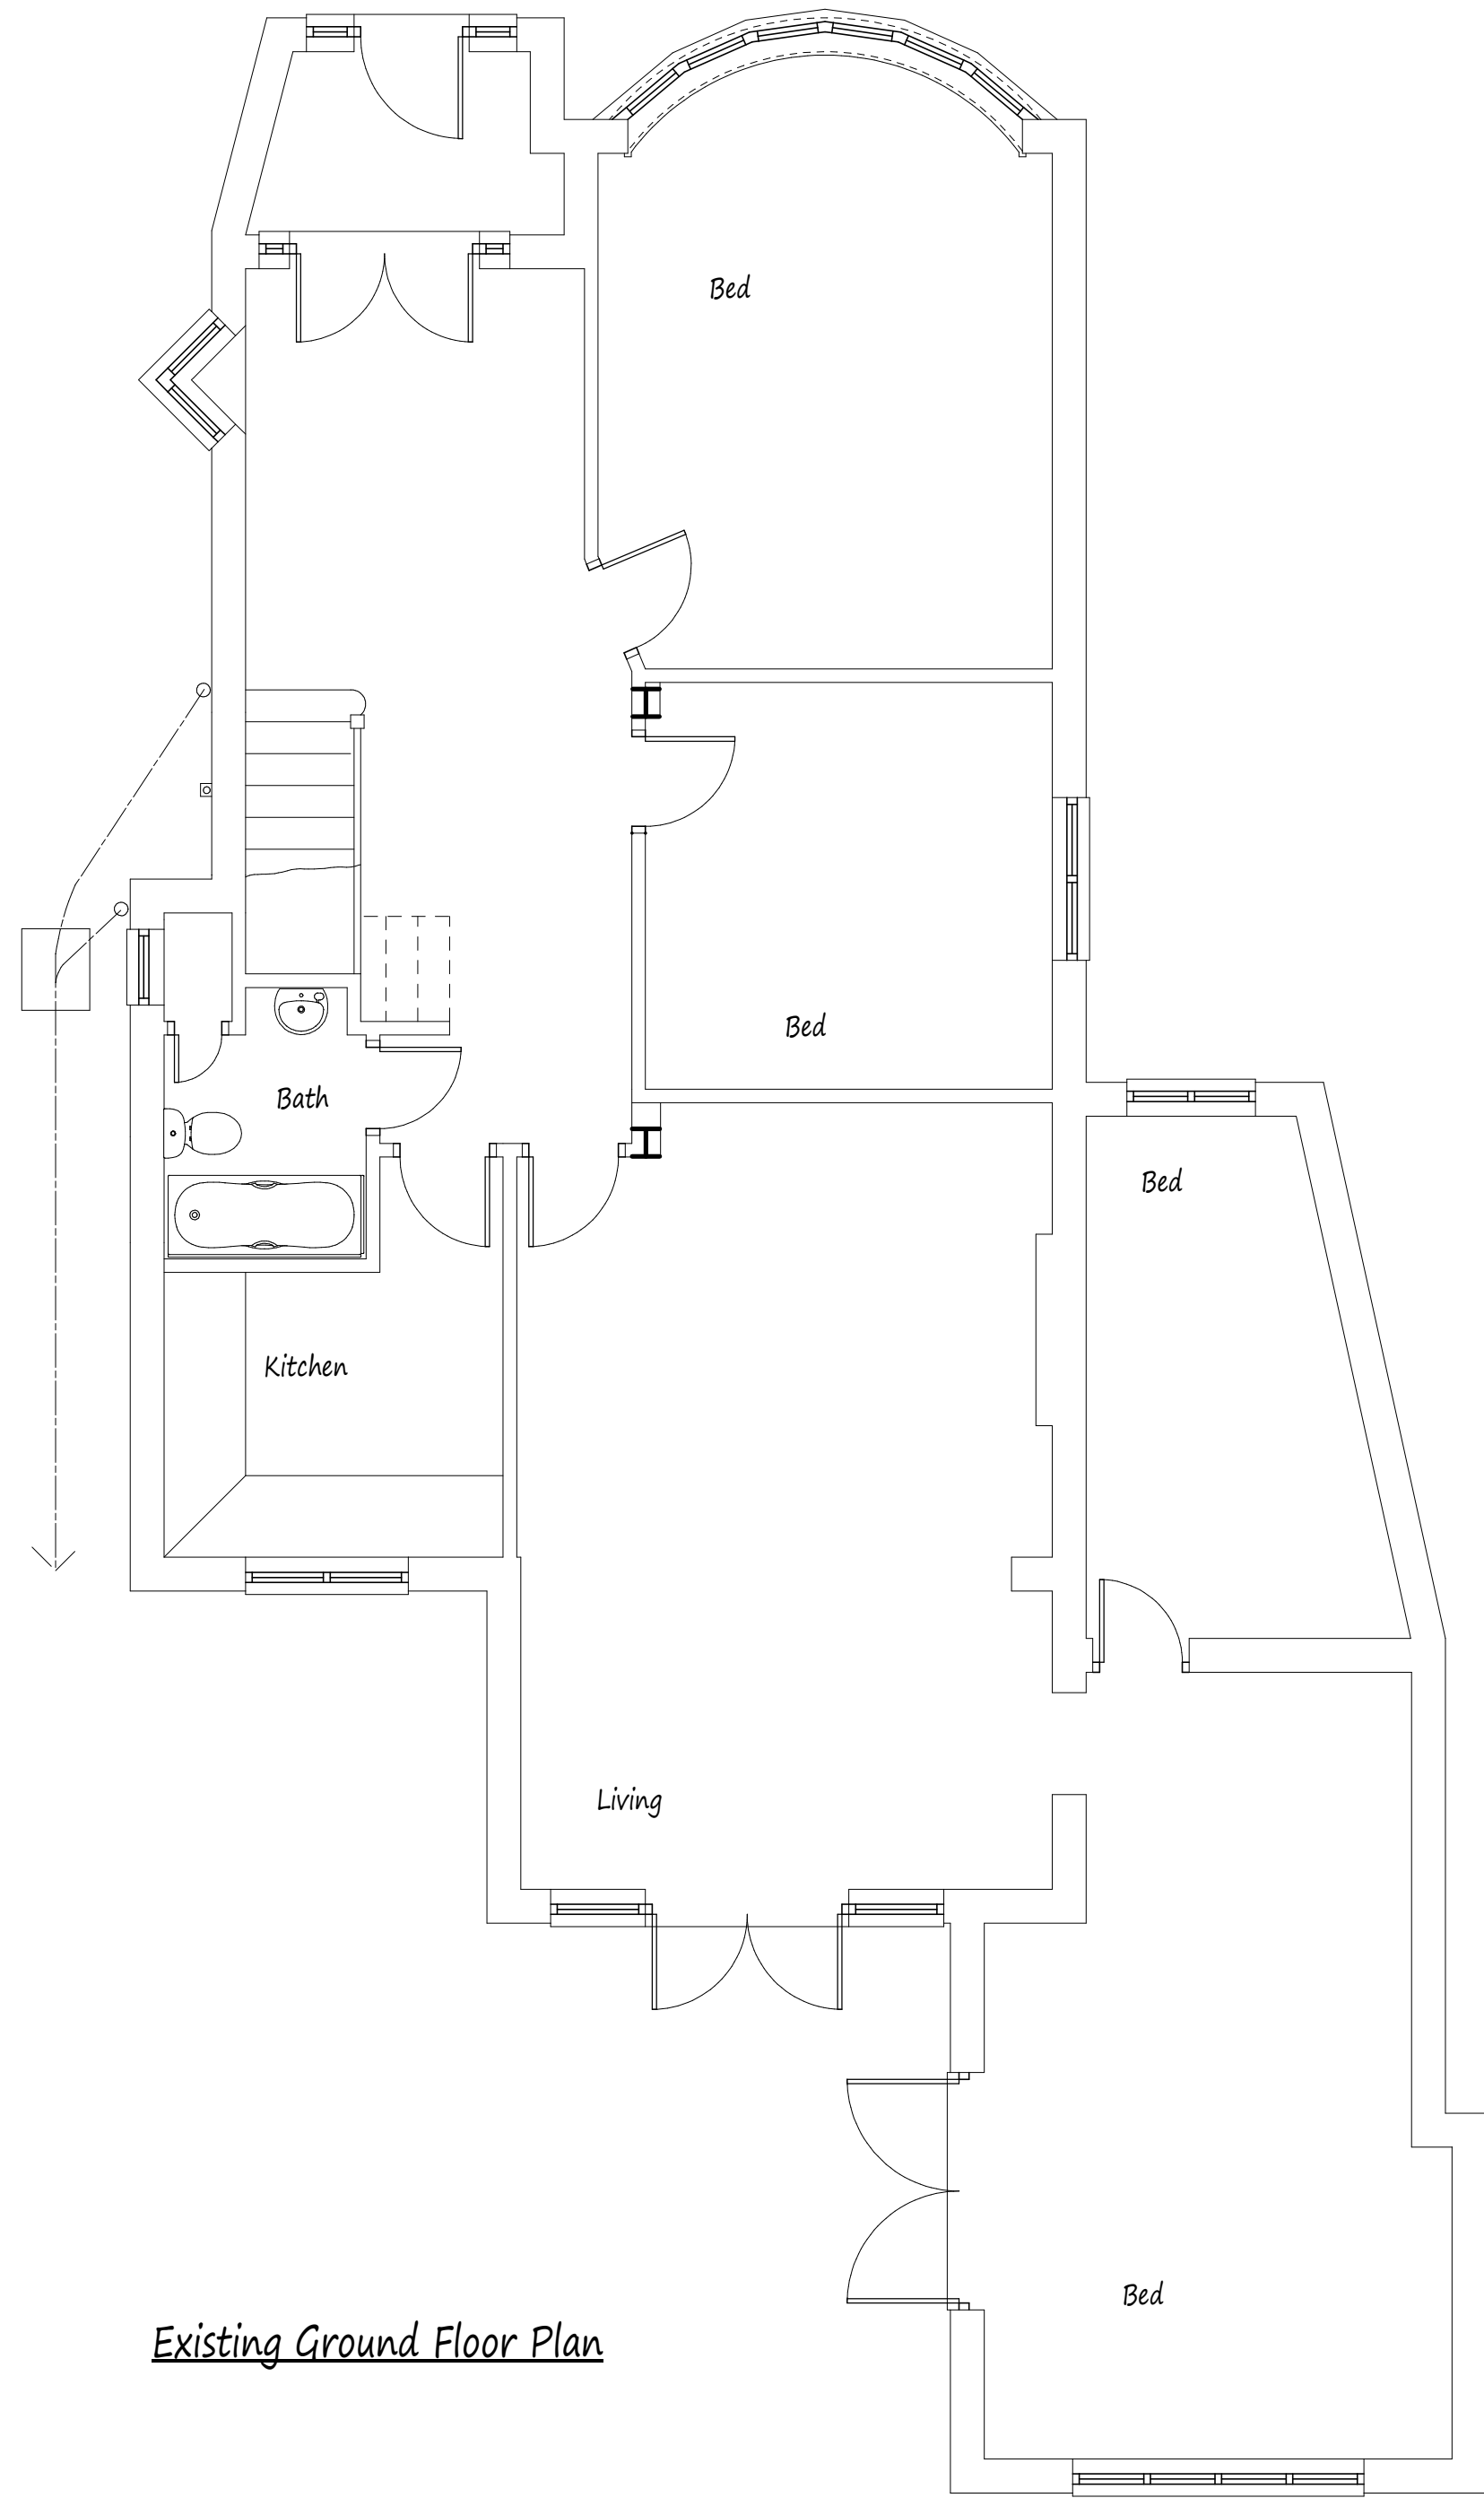 Bed
Bed
Bath
Bed
Kitchen
Living
Bed
Existing Ground Floor Plan